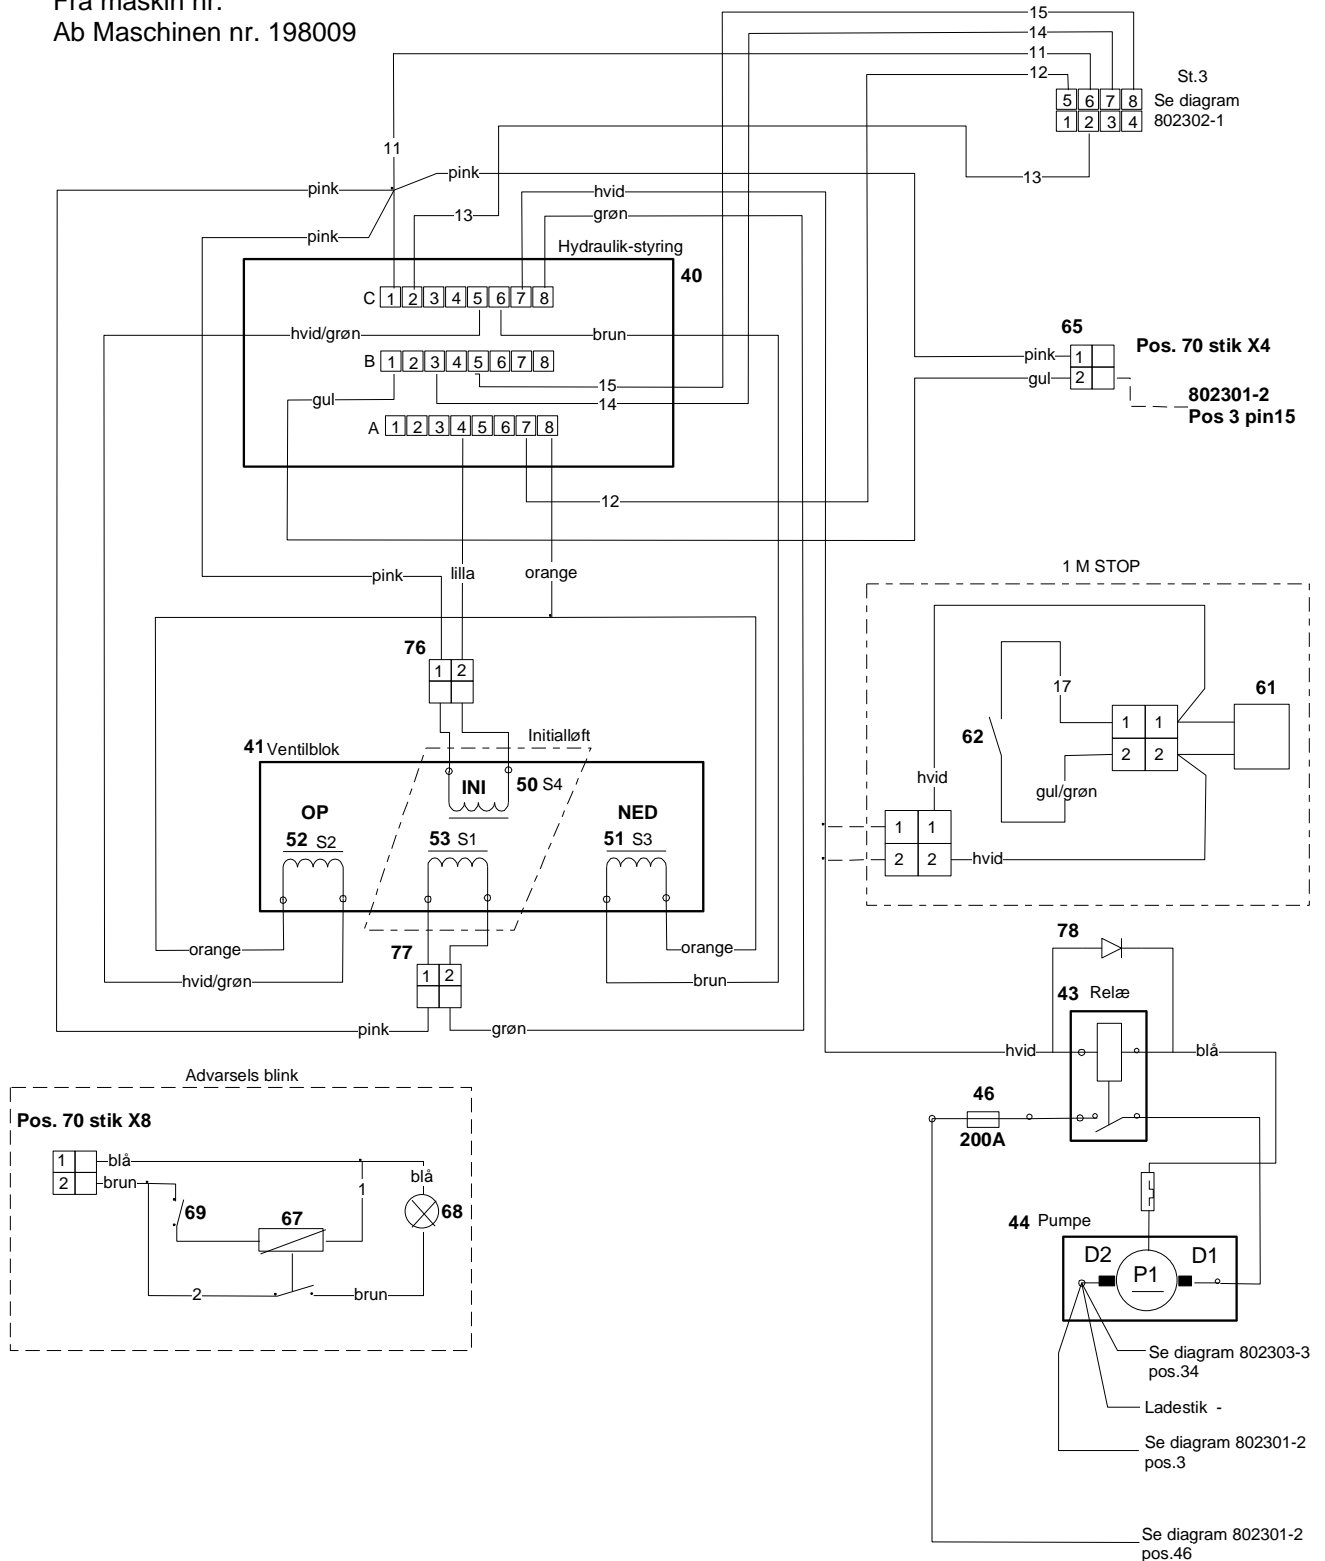 Fra maskin nr.
Ab Maschinen nr. 198009
15
14
11
12
St.3
5 6 7 8
Se diagram
1 2 3 4
802302-1
11
13
pink
pink
hvid
13
grøn
pink
Hydraulik-styring
40
C 1 2 3 4 5 6 7 8
hvid/grøn
brun
65
B 1 2 3 4 5 6 7 8
pink 1
Pos. 70 stik X4
gul 2
15
14
gul
802301-2
Pos 3 pin15
A 1 2 3 4 5 6 7 8
12
pink
lilla
orange
1 M STOP
76
1 2
17
61
62
1 1
2 2
hvid
gul/grøn
1 1
2 2
hvid
41 Ventilblok
Initialløft
INI
50 S4
OP
NED
52 S2
53 S1
51 S3
orange
77
orange
hvid/grøn
1 2
brun
pink
grøn
78
43 Relæ
hvid
blå
46
200A
Advarsels blink
Pos. 70 stik X8
1 blå
2 brun
1
blå
69
67
68
2
brun
44 Pumpe
D2
P1
D1
Se diagram 802303-3
pos.34
Ladestik -
Se diagram 802301-2
pos.3
Se diagram 802301-2
pos.46